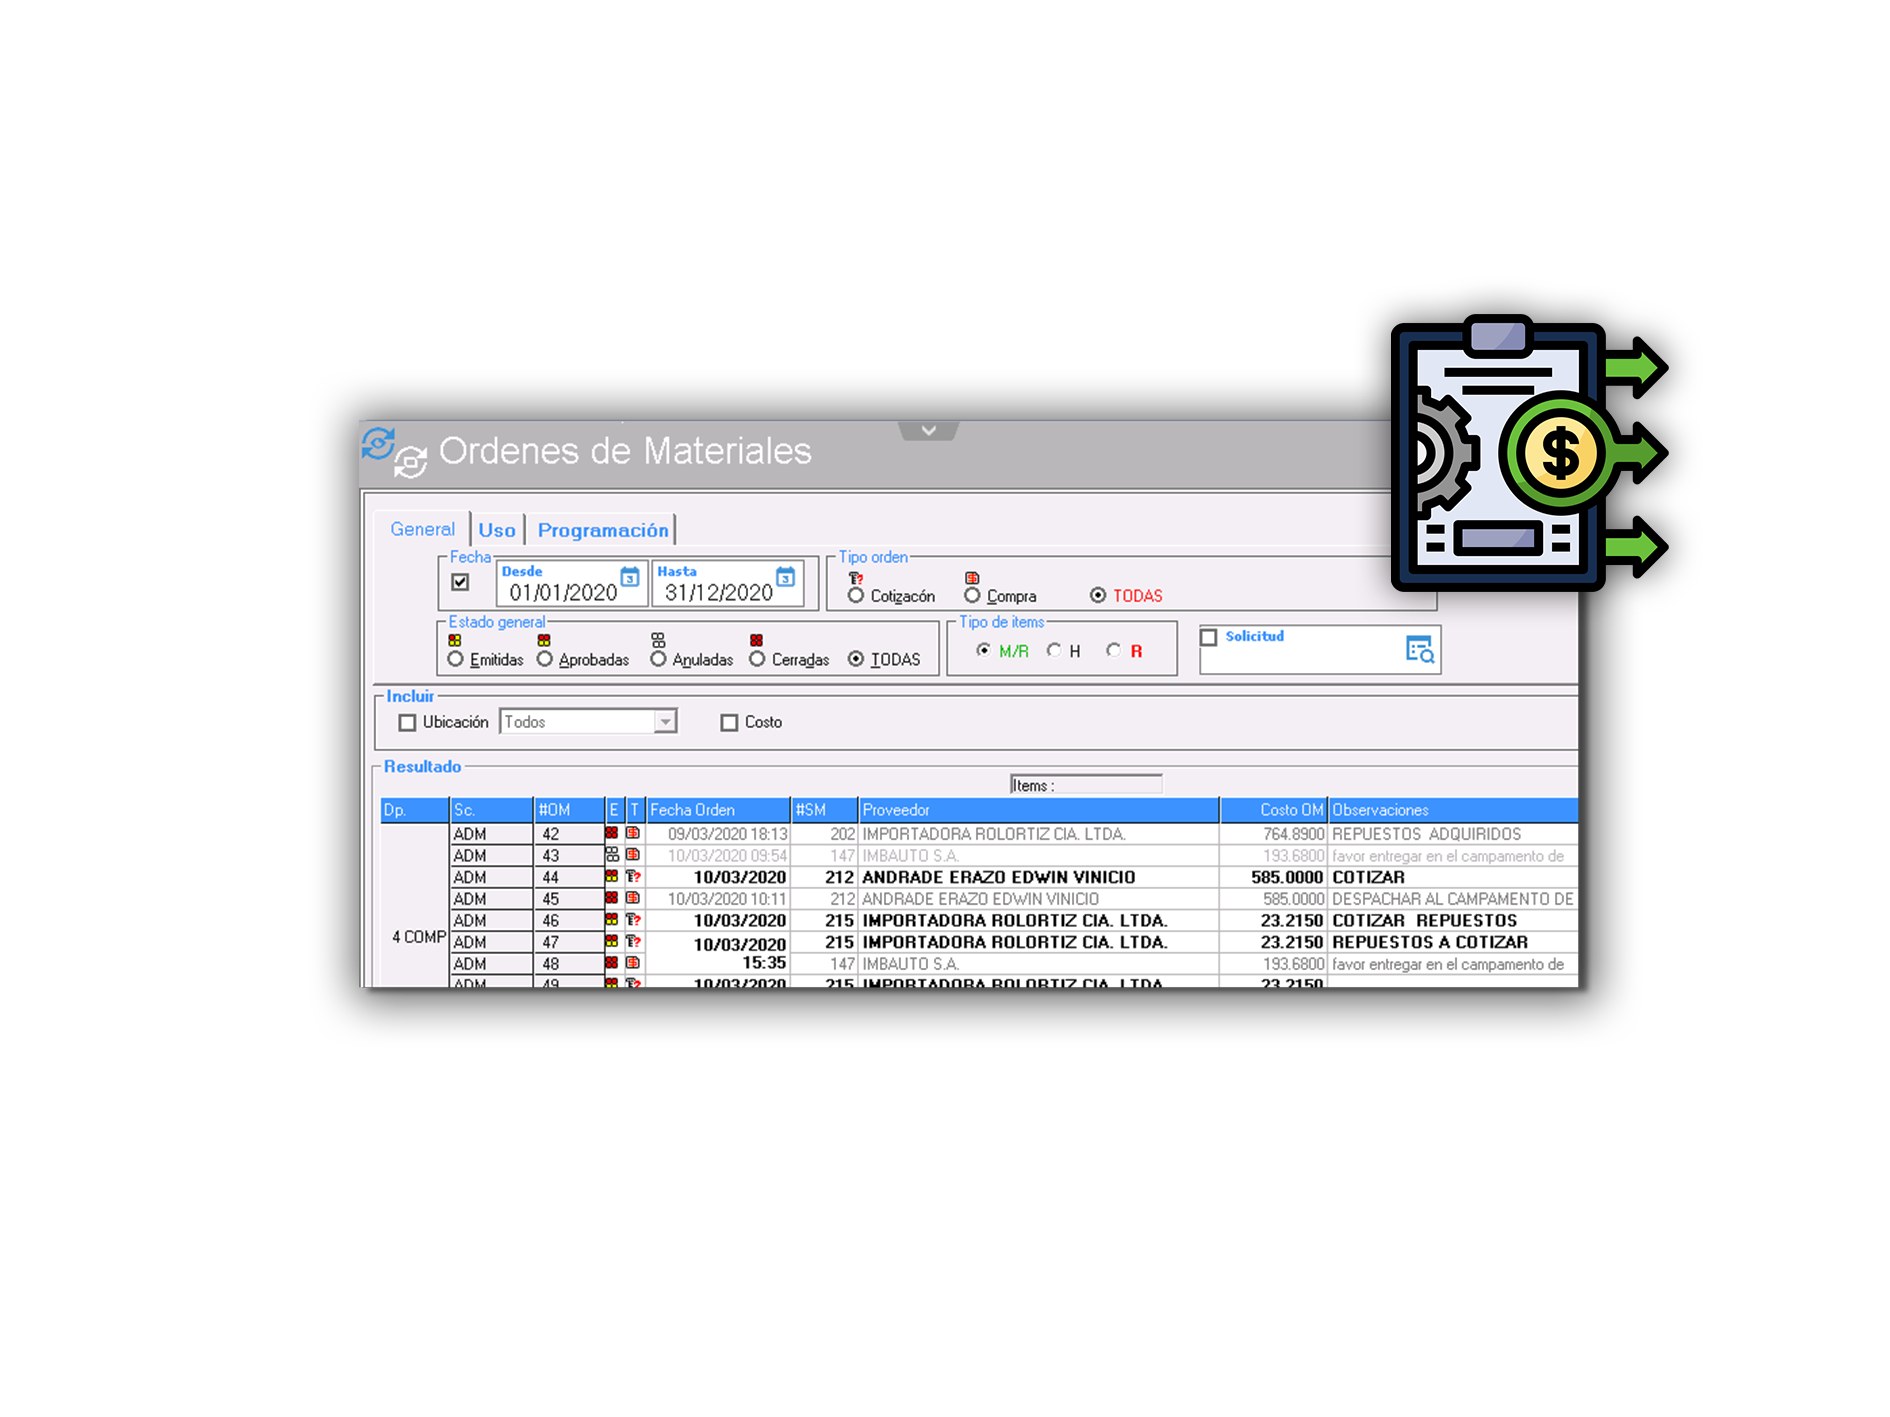 Ordenes de Materiales
General Uso Programación
Fecha Tipo orden
Desde Hasta
01/01/2020 31/12/2020
Cotizacón Compra TODAS
Estado general Tipo de items
Emitidas Aprobadas Anuladas Cerradas TODAS
M/R H R
Solicitud
Incluir
Ubicación Todos Costo
Resultado
Items :
Dp. Sc. #OM E T Fecha Orden #SM Proveedor Costo OM Observaciones
ADM 42 09/03/2020 18:13 202 IMPORTADORA ROLORTIZ CIA. LTDA. 764.8900 REPUESTOS ADQUIRIDOS
ADM 43 10/03/2020 09:54 147 IMBAUTO S.A. 193.6800 favor entregar en el campamento de
ADM 44 T? 10/03/2020 212 ANDRADE ERAZO EDWIN VINICIO 585.0000 COTIZAR
ADM 45 10/03/2020 10:11 212 ANDRADE ERAZO EDWIN VINICIO 585.0000 DESPACHAR AL CAMPAMENTO DE
ADM 46 T? 10/03/2020 215 IMPORTADORA ROLORTIZ CIA. LTDA. 23.2150 COTIZAR REPUESTOS
4 COMP
ADM 47 T? 10/03/2020 215 IMPORTADORA ROLORTIZ CIA. LTDA. 23.2150 REPUESTOS A COTIZAR
ADM 48 15:35 147 IMBAUTO S.A. 193.6800 favor entregar en el campamento de
ADM 49 T? 10/03/2020 215 IMPORTADORA ROLORTIZ CIA. LTDA. 23.2150
$